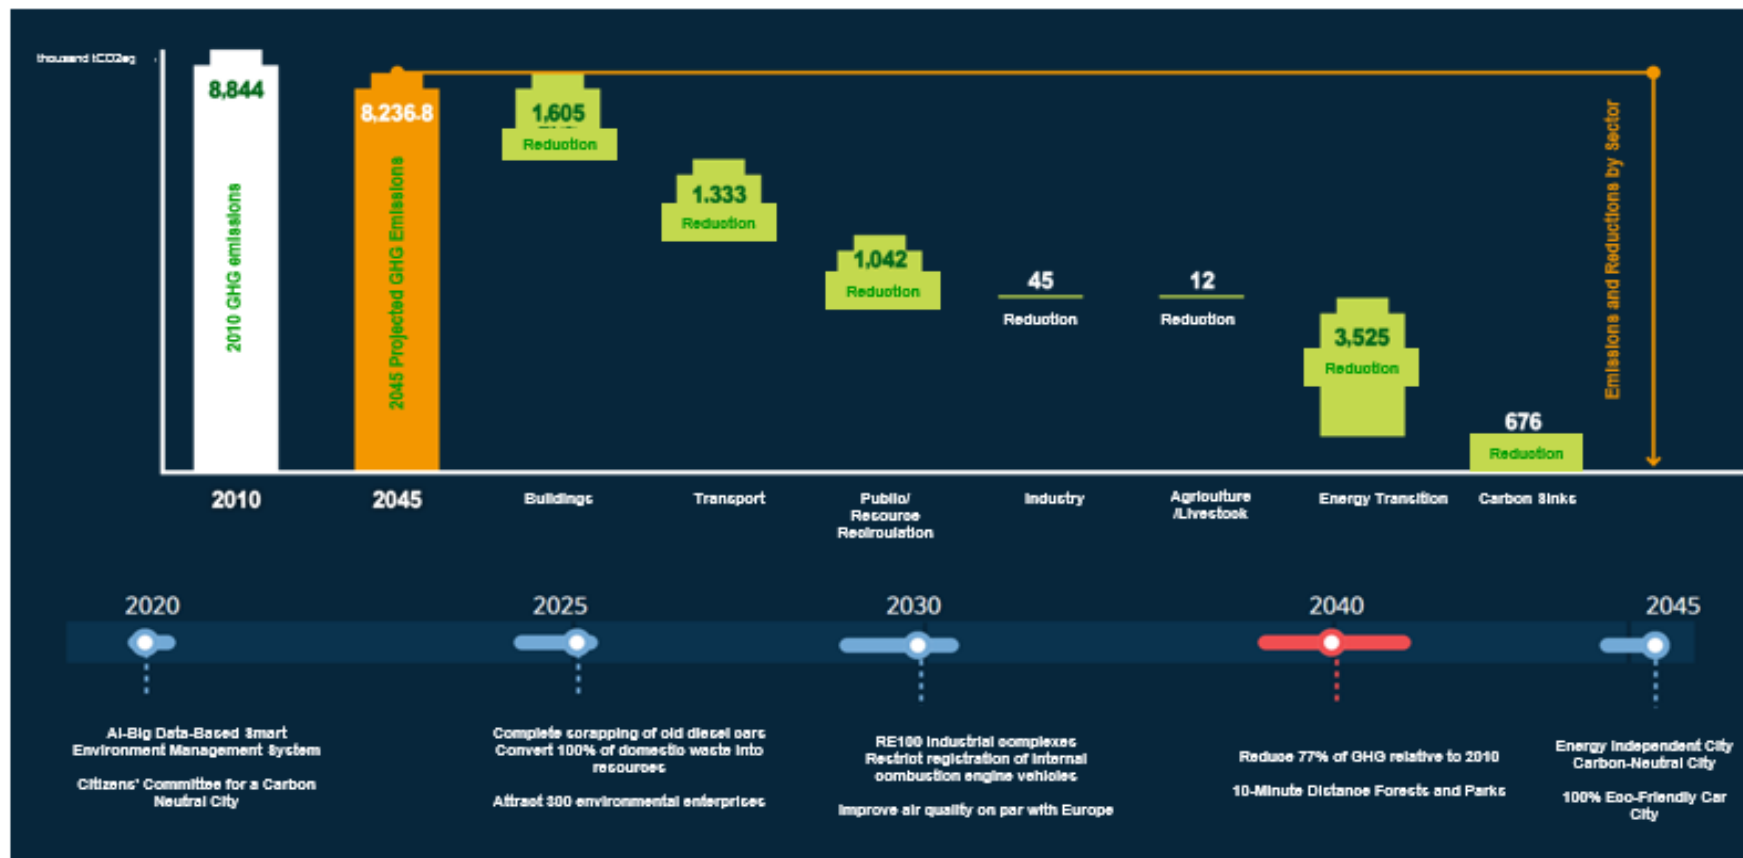 thousand tCO2eg
8,844
2010 GHG emissions
8,236.8
2045 Projected GHG Emissions
1,605
Reduction
1.333
Reduction
1,042
Reduction
45
Reduction
12
Reduction
3,525
Reduction
676
Reduction
Emissions and Reductions by Sector
2010
2045
Buildings
Transport
Public/
Resource
Recirculation
Industry
Agriculture
/Livestock
Energy Transition
Carbon Sinks
2020
2025
2030
2040
2045
AI-Big Data-Based Smart
Environment Management System
Citizens' Committee for a Carbon
Neutral City
Complete scrapping of old diesel cars
Convert 100% of domestic waste into
resources
Attract 300 environmental enterprises
RE100 industrial complexes
Restrict registration of internal
combustion engine vehicles
Improve air quality on par with Europe
Reduce 77% of GHG relative to 2010
10-Minute Distance Forests and Parks
Energy Independent City
Carbon-Neutral City
100% Eco-Friendly Car
City